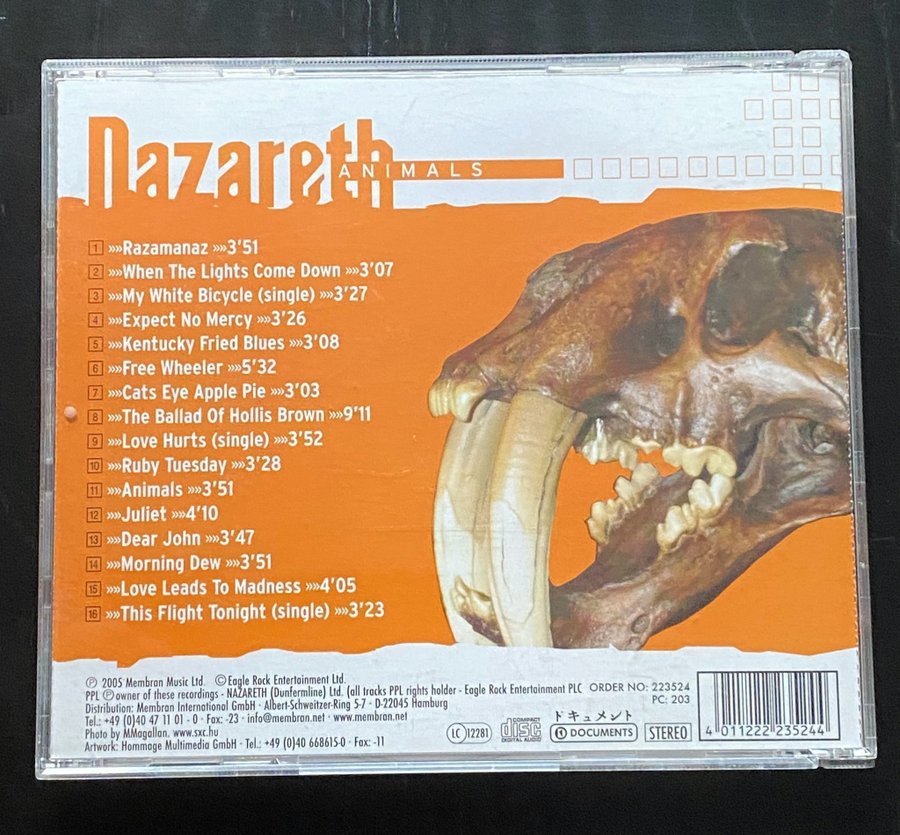 Nazareth
ANIMALS
1 »»Razamanaz »»3'51
2 »»When The Lights Come Down »»3'07
3 »»My White Bicycle (single) »»3'27
4 »»Expect No Mercy »»3'26
5 »»Kentucky Fried Blues »»3'08
6 »»Free Wheeler »»5'32
7 »»Cats Eye Apple Pie »»3'03
8 »»The Ballad Of Hollis Brown »»9'11
9 »»Love Hurts (single) »»3'52
10 »»Ruby Tuesday »»3'28
11 »»Animals »»3'51
12 »»Juliet »»4'10
13 »»Dear John »»3'47
14 »»Morning Dew »»3'51
15 »»Love Leads To Madness »»4'05
16 »»This Flight Tonight (single) »»3'23
Ⓟ 2005 Membran Music Ltd. ©Eagle Rock Entertainment Ltd.
PPL Ⓟowner of these recordings - NAZARETH (Dunfermline) Ltd. (all tracks PPL rights holder - Eagle Rock Entertainment PLC
Distribution: Membran International GmbH · Albert-Schweitzer-Ring 5-7 · D-22045 Hamburg
Tel.: +49 (0)40 47 11 01 - 0 · Fax: -23 · info@membran.net · www.membran.net
Photo by MMagallan. www.sxc.hu
Artwork: Hommage Multimedia GmbH · Tel.: +49 (0)40 668615-0 · Fax: -11
ORDER NO: 223524
PC: 203
LC 12281
COMPACT
disc
DIGITAL AUDIO
ドキュメント
DOCUMENTS
STEREO
4 011222 235244